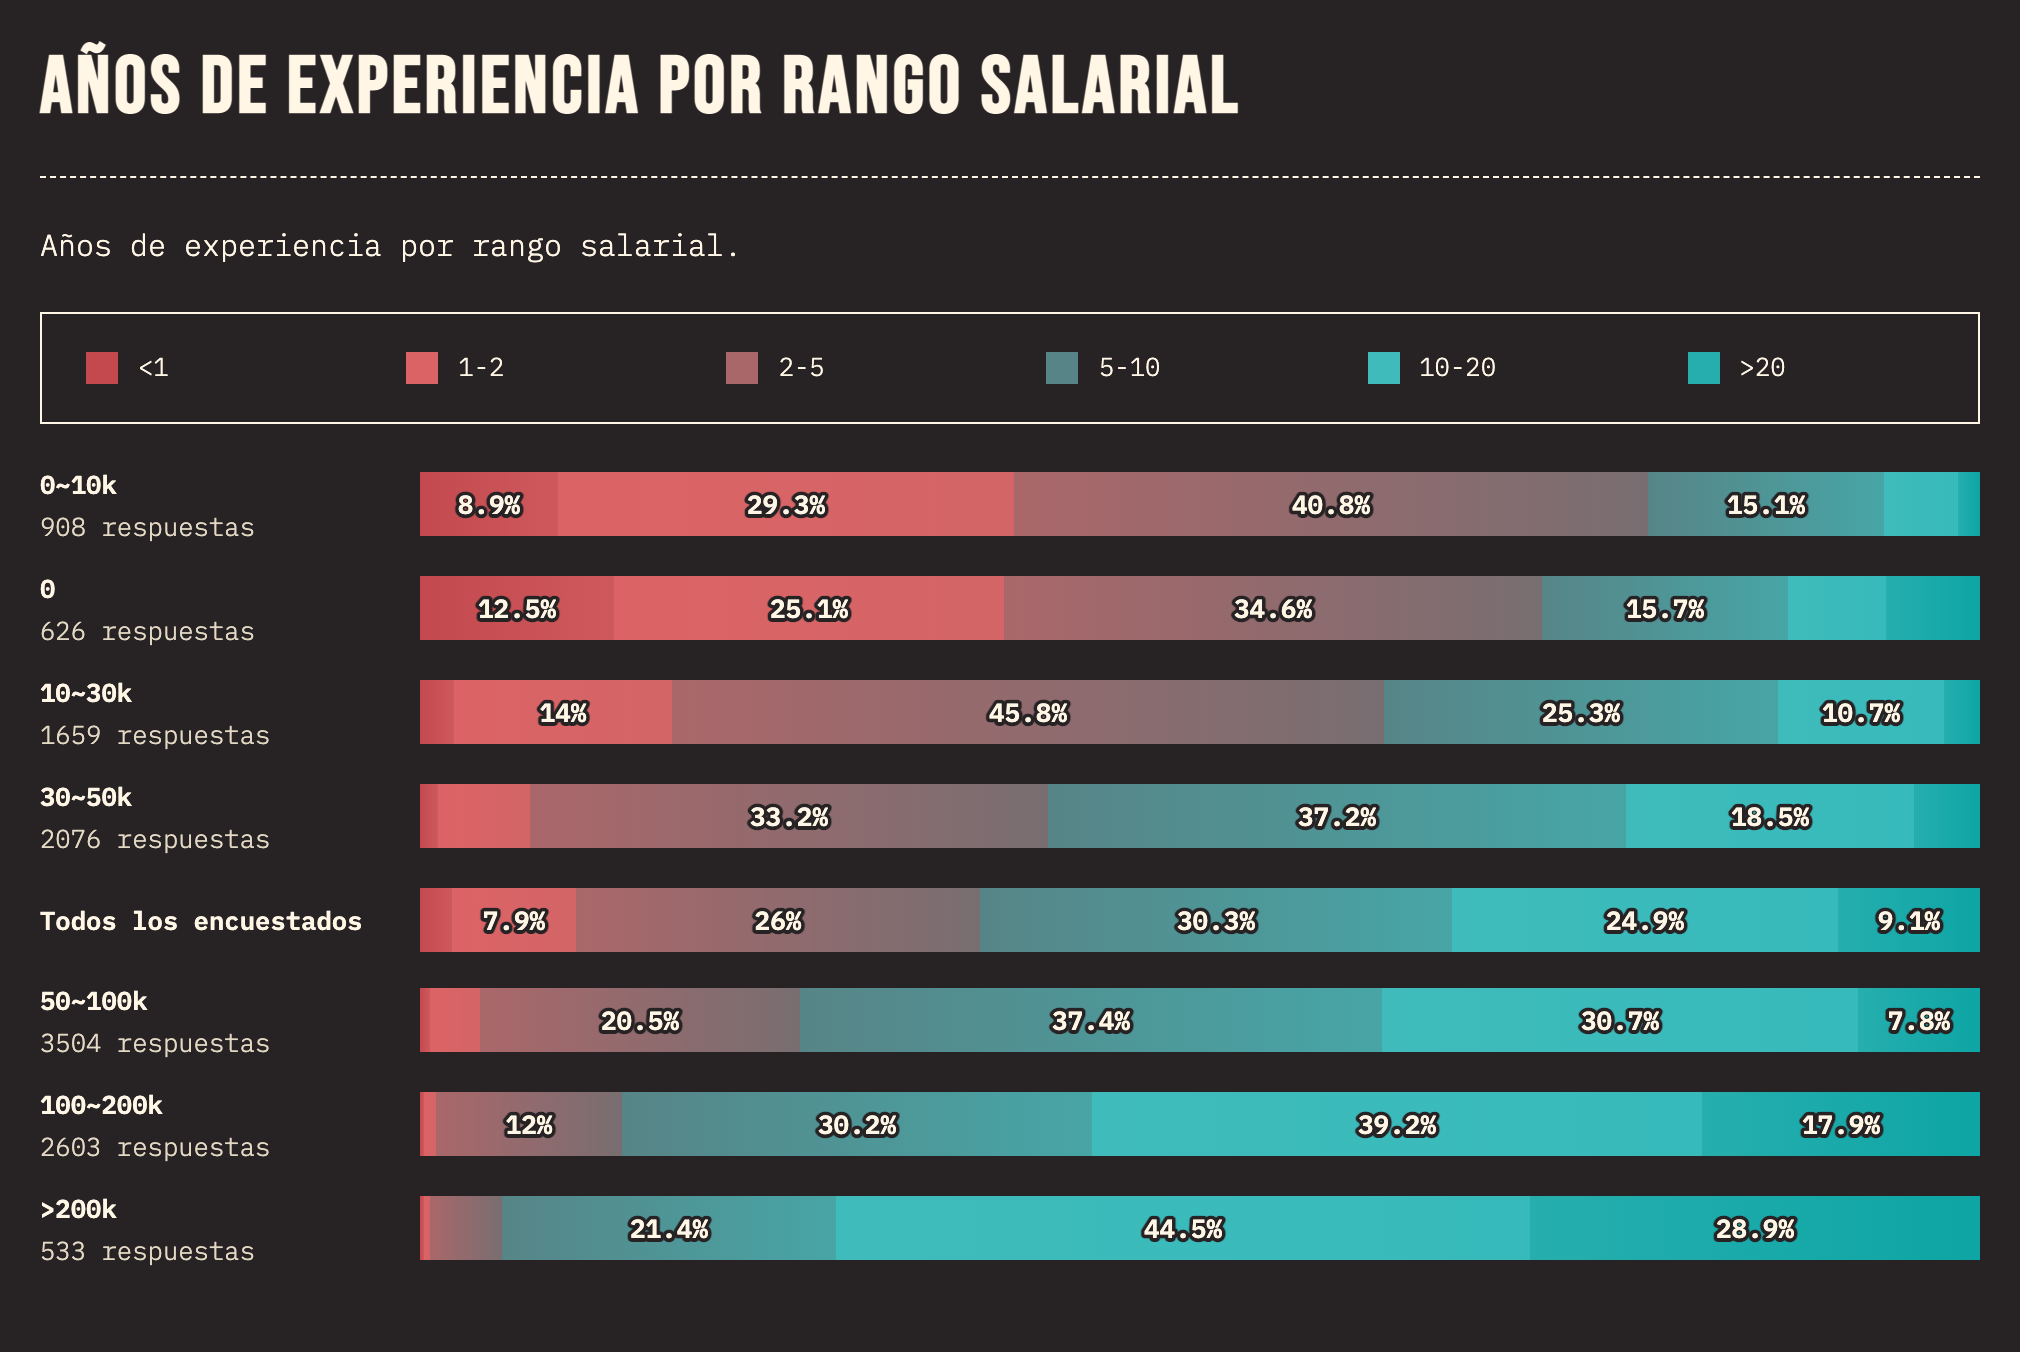 AÑOS DE EXPERIENCIA POR RANGO SALARIAL
Años de experiencia por rango salarial.
<1 1-2 2-5 5-10 10-20 >20
0~10k
908 respuestas
8.9% 29.3% 40.8% 15.1%
0
626 respuestas
12.5% 25.1% 34.6% 15.7%
10~30k
1659 respuestas
14% 45.8% 25.3% 10.7%
30~50k
2076 respuestas
33.2% 37.2% 18.5%
Todos los encuestados
7.9% 26% 30.3% 24.9% 9.1%
50~100k
3504 respuestas
20.5% 37.4% 30.7% 7.8%
100~200k
2603 respuestas
12% 30.2% 39.2% 17.9%
>200k
533 respuestas
21.4% 44.5% 28.9%